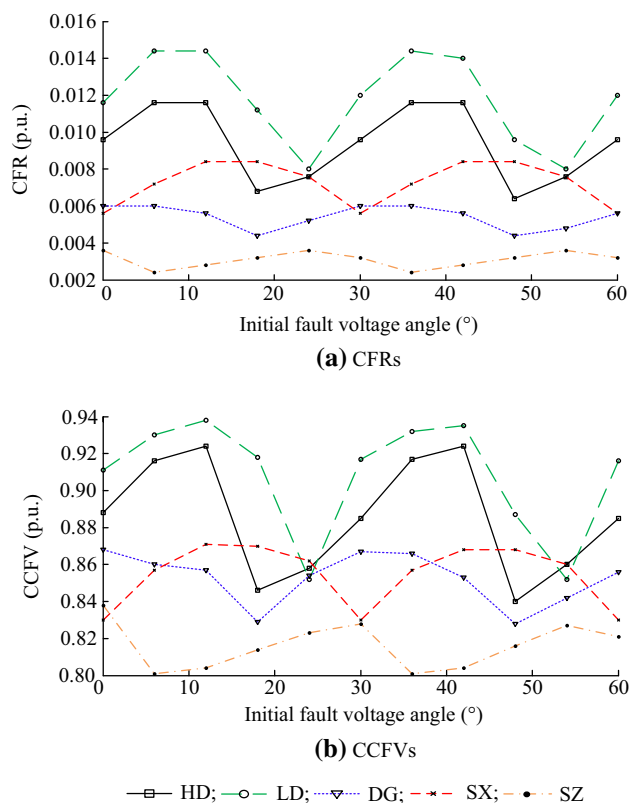 0.016
0.014
0.012
0.010
0.008
0.006
0.004
0.002
CFR (p.u.)
0 10 20 30 40 50 60
Initial fault voltage angle (°)
(a) CFRs
0.94
0.92
0.90
0.88
0.86
0.84
0.82
0.80
CCFV (p.u.)
0 10 20 30 40 50 60
Initial fault voltage angle (°)
(b) CCFVs
HD; LD; DG; SX; SZ